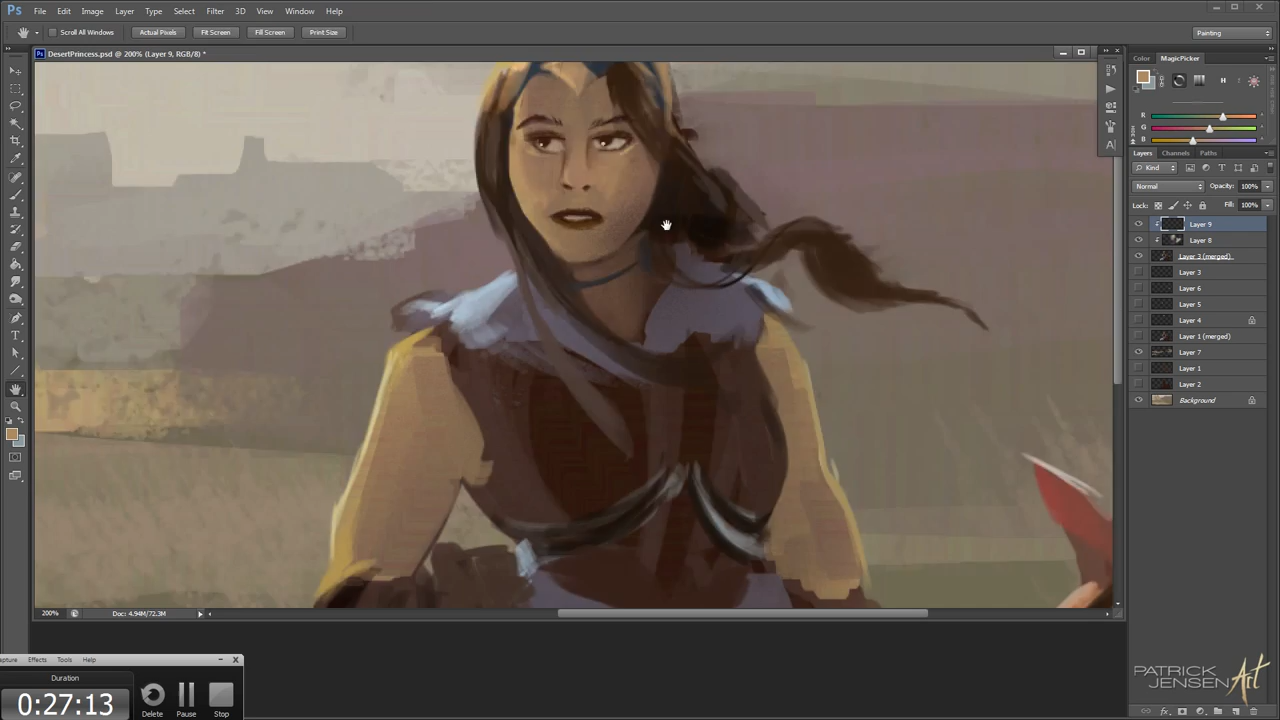 Ps File Edit Image Layer Type Select Filter 3D View Window Help
Scroll All Windows Actual Pixels Fit Screen Fill Screen Print Size Painting
DesertPrincess.psd @ 200% (Layer 9, RGB/8) *
Color MagicPicker
H
R
G
B
Layers Channels Paths
Kind
Normal Opacity: 100%
Lock: Fill: 100%
Layer 9
Layer 8
Layer 3 (merged)
Layer 3
Layer 6
Layer 5
Layer 4
Layer 1 (merged)
Layer 7
Layer 1
Layer 2
Background
200% Doc: 4.94M/72.3M
apture Effects Tools Help
Duration
0:27:13
Delete Pause Stop
PATRICK
JENSEN Art